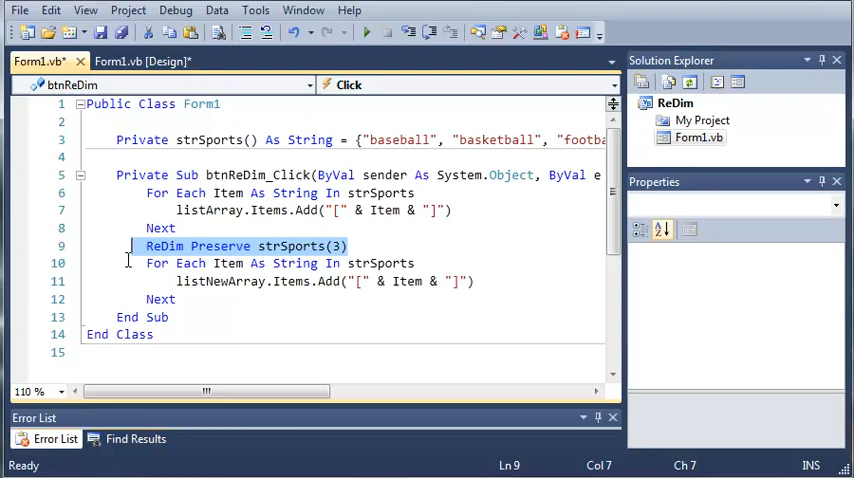 File Edit View Project Debug Data Tools Window Help
Form1.vb* Form1.vb [Design]*
btnReDim Click
1 Public Class Form1
2
3 Private strSports() As String = {"baseball", "basketball", "footba
4
5 Private Sub btnReDim_Click(ByVal sender As System.Object, ByVal e
6 For Each Item As String In strSports
7 listArray.Items.Add("[" & Item & "]")
8 Next
9 ReDim Preserve strSports(3)
10 For Each Item As String In strSports
11 listNewArray.Items.Add("[" & Item & "]")
12 Next
13 End Sub
14 End Class
15
110 %
Solution Explorer
ReDim
My Project
Form1.vb
Properties
Error List
Error List Find Results
Ready Ln 9 Col 7 Ch 7 INS